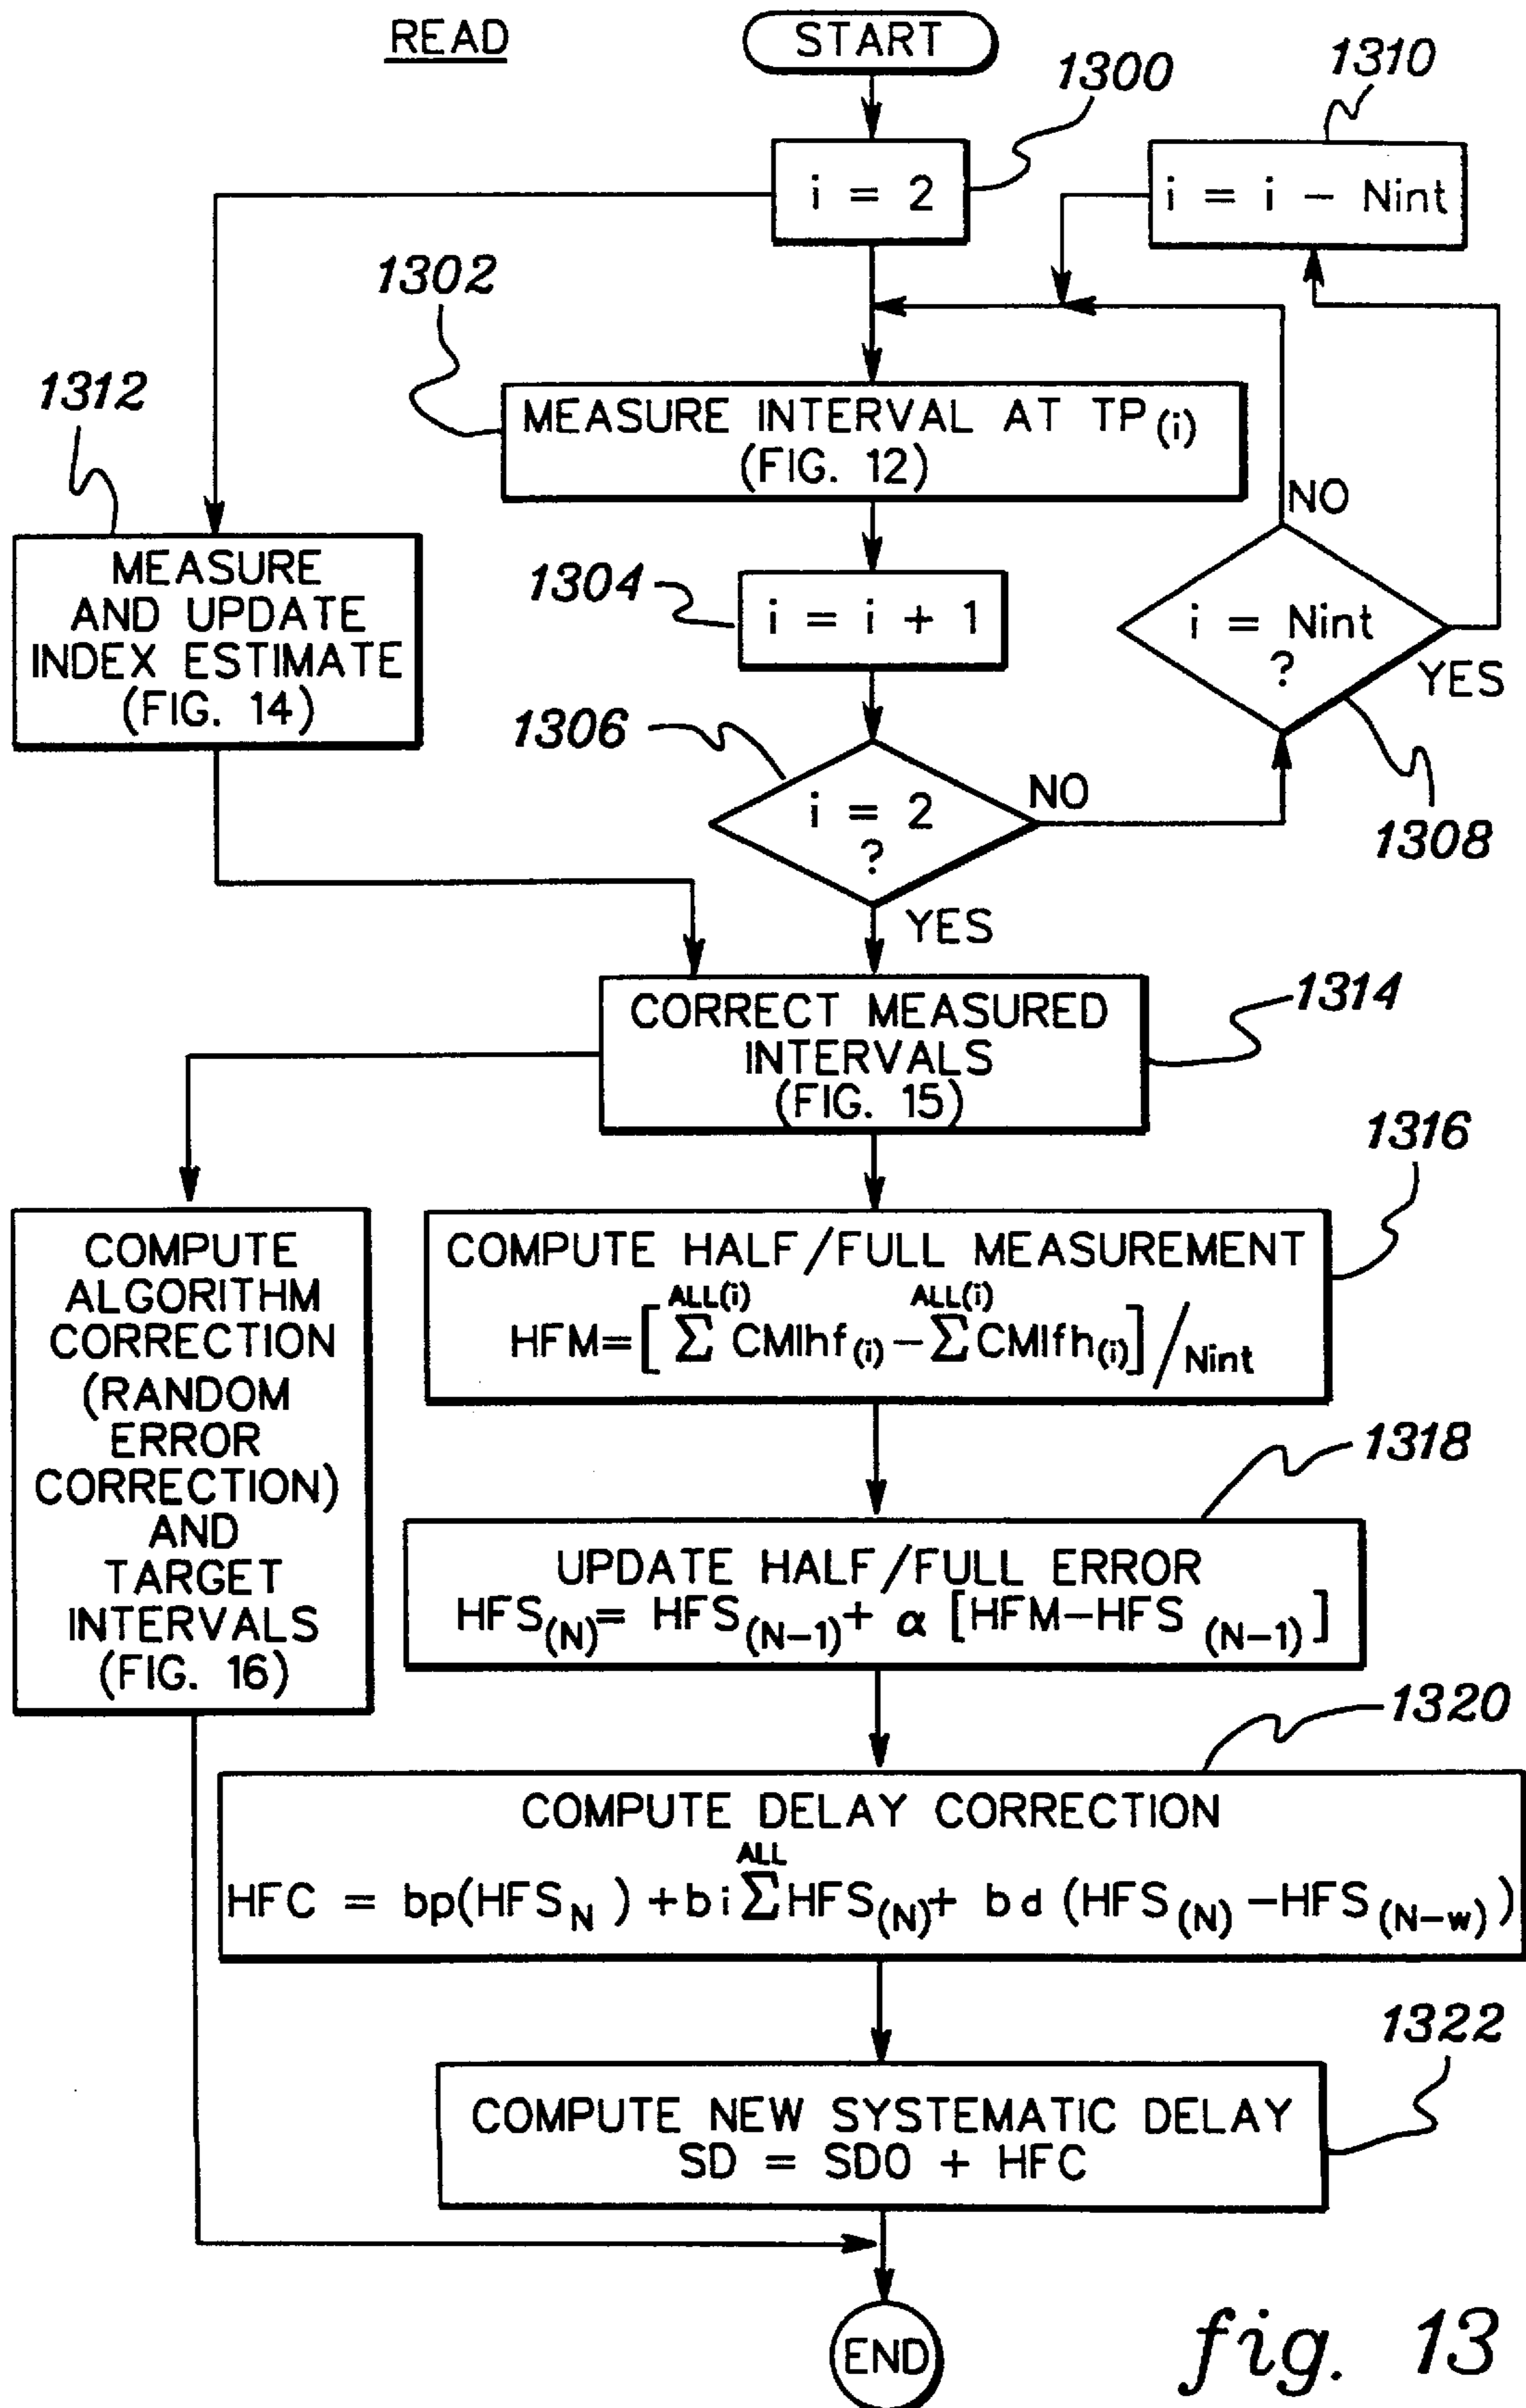 READ
START
1300
1310
i = 2
i = i - Nint
1302
1312
MEASURE INTERVAL AT TP(i)
(FIG. 12)
NO
MEASURE
AND UPDATE
INDEX ESTIMATE
(FIG. 14)
1304
i = i + 1
i = Nint
?
YES
1306
i = 2
?
NO
1308
YES
CORRECT MEASURED
INTERVALS
(FIG. 15)
1314
1316
COMPUTE
ALGORITHM
CORRECTION
(RANDOM
ERROR
CORRECTION)
AND
TARGET
INTERVALS
(FIG. 16)
COMPUTE HALF/FULL MEASUREMENT
ALL(i) ALL(i)
HFM=[ Σ CMIhf(i) - Σ CMIfh(i)]/Nint
1318
UPDATE HALF/FULL ERROR
HFS(N)= HFS(N-1)+ α [HFM-HFS (N-1)]
1320
COMPUTE DELAY CORRECTION
ALL
HFC = bp(HFSN ) +bi Σ HFS(N)+ bd (HFS(N) -HFS(N-w))
1322
COMPUTE NEW SYSTEMATIC DELAY
SD = SD0 + HFC
END
fig. 13